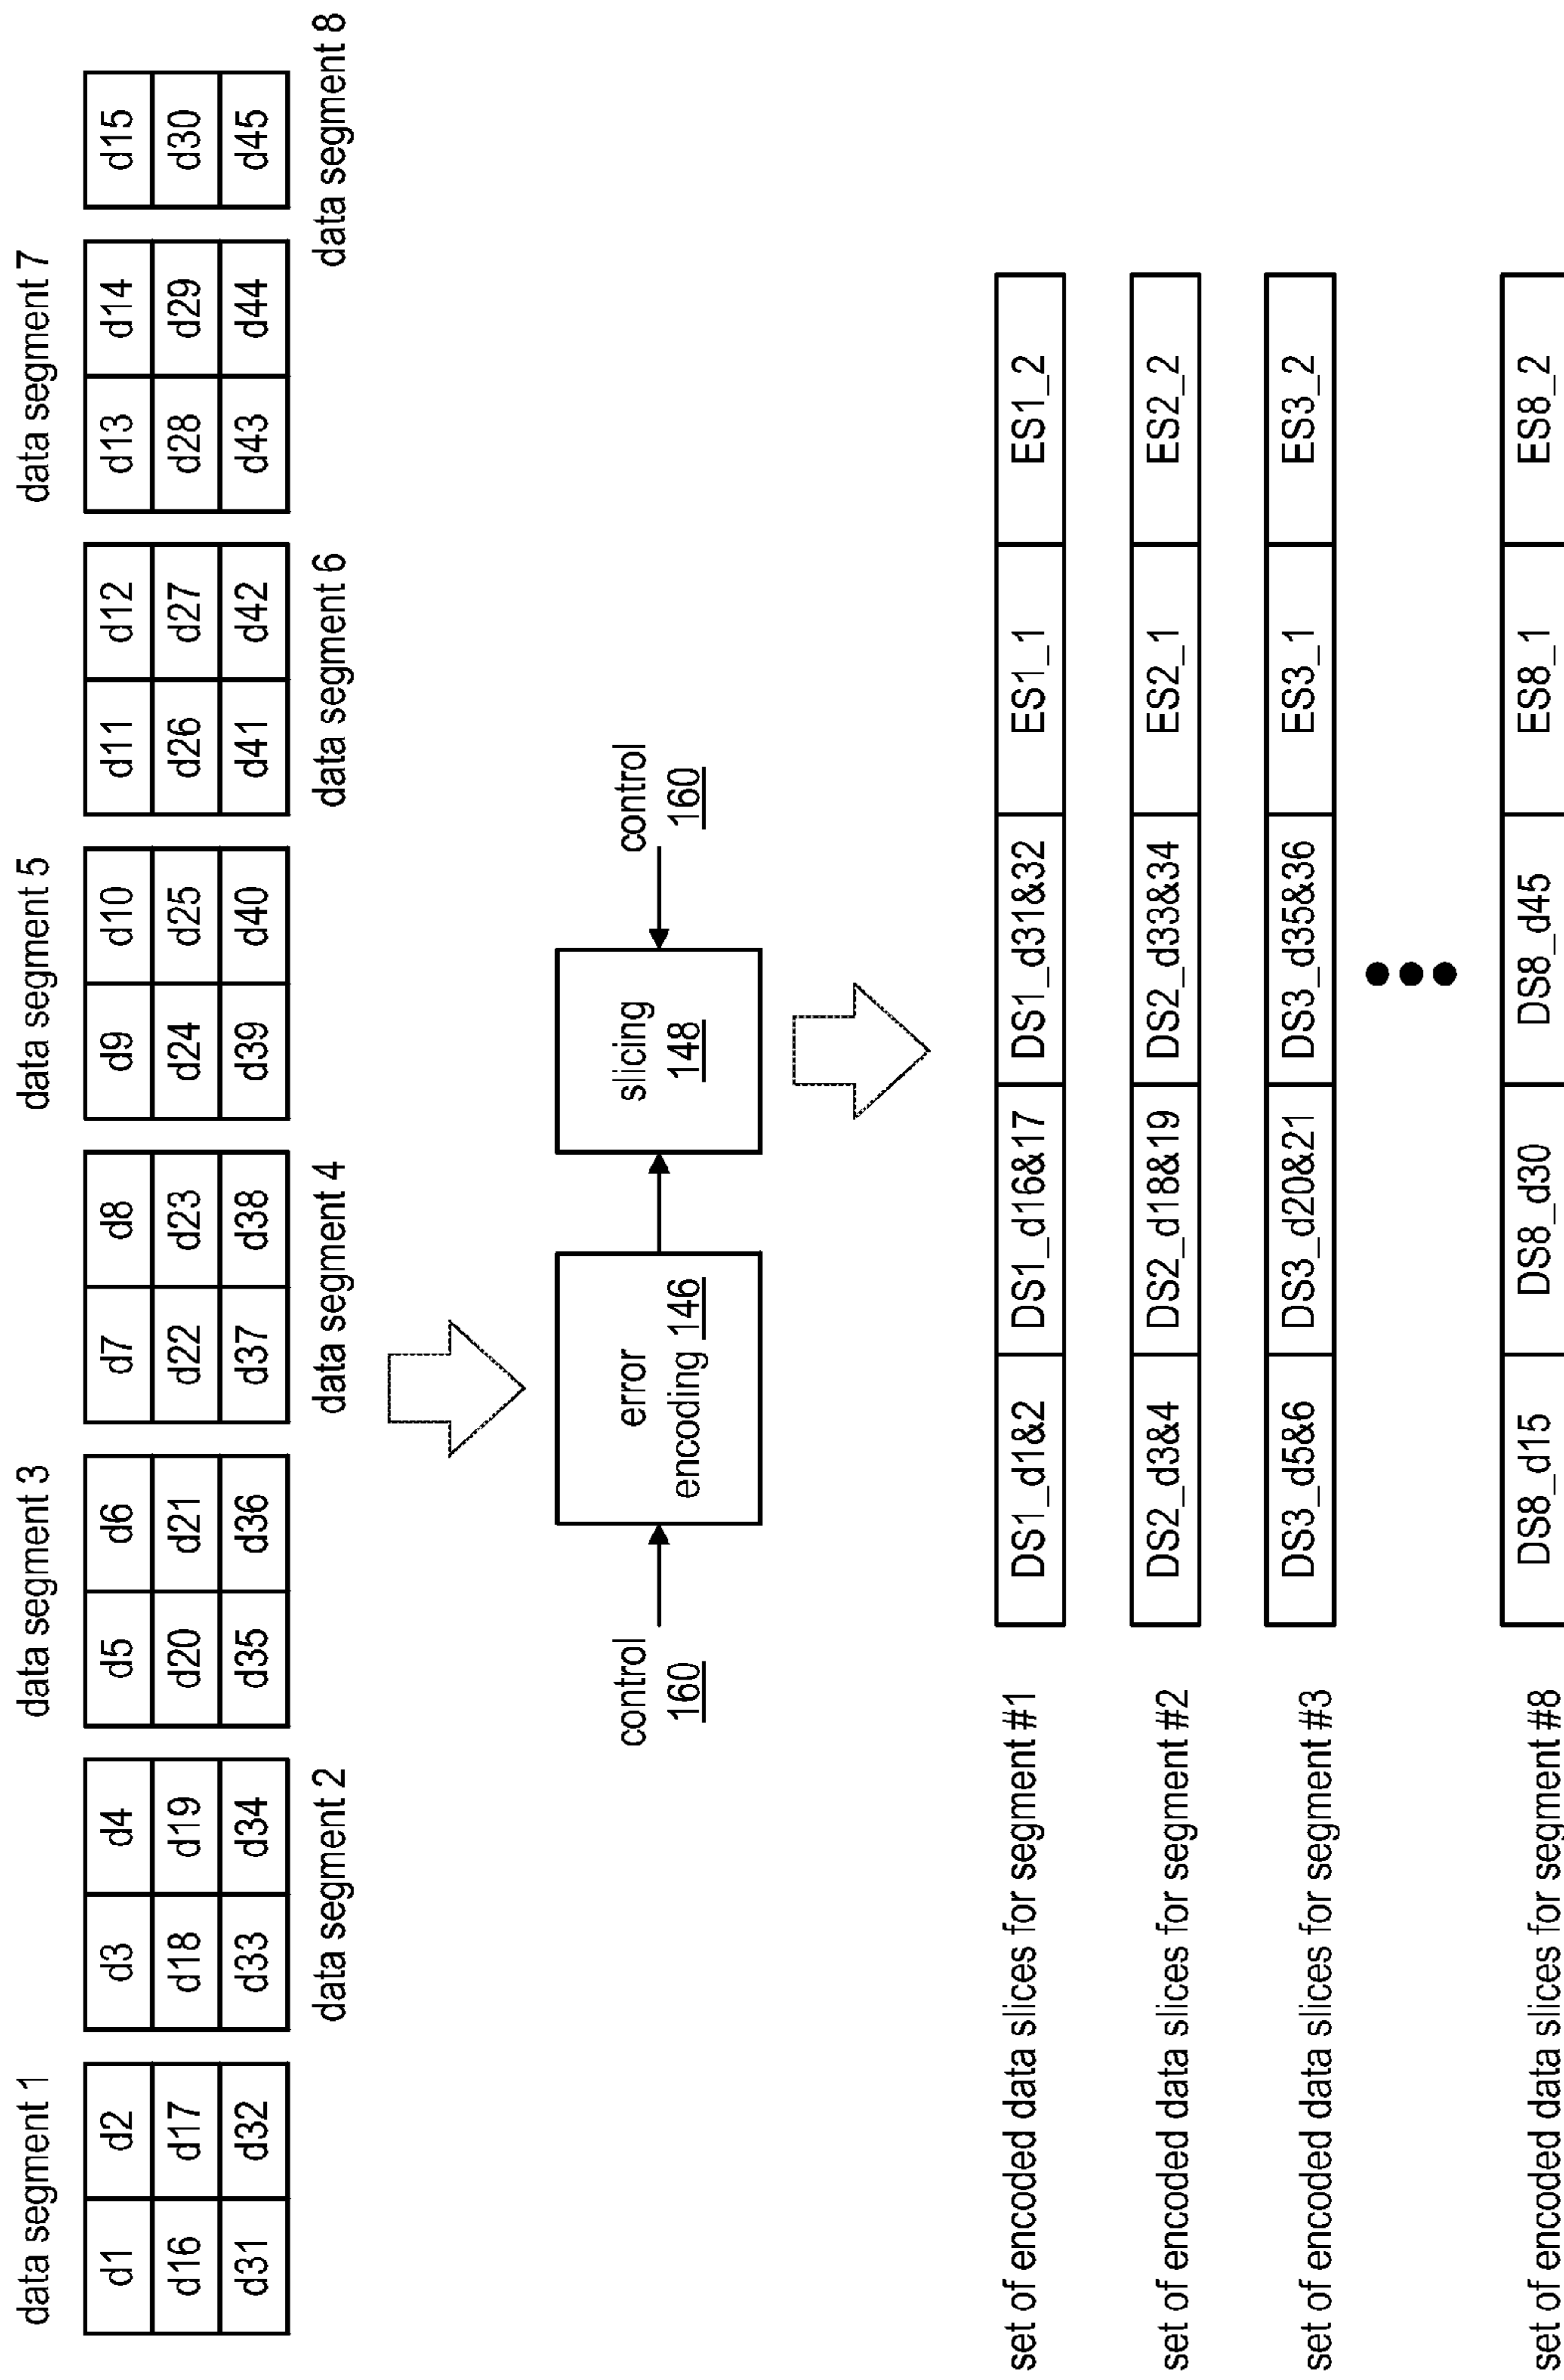 data segment 1
data segment 3
data segment 5
data segment 7
d1 d2 d3 d4 d5 d6 d7 d8 d9 d10 d11 d12 d13 d14 d15
d16 d17 d18 d19 d20 d21 d22 d23 d24 d25 d26 d27 d28 d29 d30
d31 d32 d33 d34 d35 d36 d37 d38 d39 d40 d41 d42 d43 d44 d45
data segment 2
data segment 4
data segment 6
data segment 8
control
160
error
encoding 146
slicing
148
control
160
set of encoded data slices for segment #1
DS1_d1&2 DS1_d16&17 DS1_d31&32 ES1_1 ES1_2
set of encoded data slices for segment #2
DS2_d3&4 DS2_d18&19 DS2_d33&34 ES2_1 ES2_2
set of encoded data slices for segment #3
DS3_d5&6 DS3_d20&21 DS3_d35&36 ES3_1 ES3_2
set of encoded data slices for segment #8
DS8_d15 DS8_d30 DS8_d45 ES8_1 ES8_2